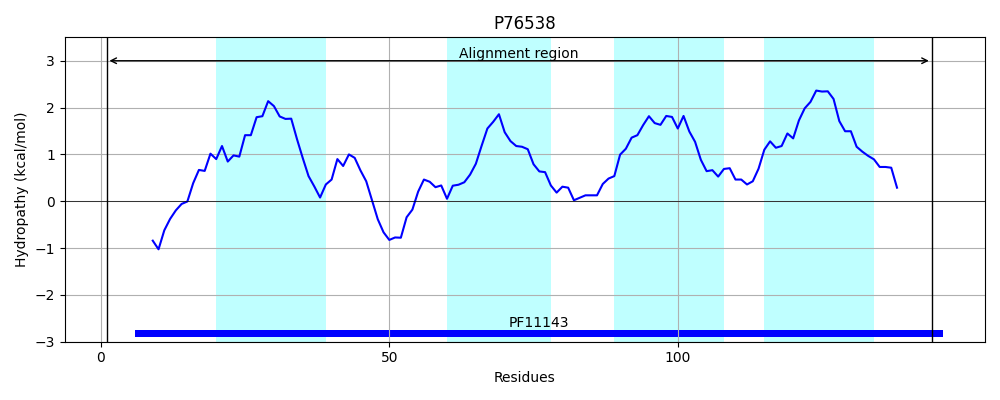 P76538
Alignment region
3
2
1
0
−1
−2
−3
Hydropathy (kcal/mol)
PF11143
0
50
100
Residues